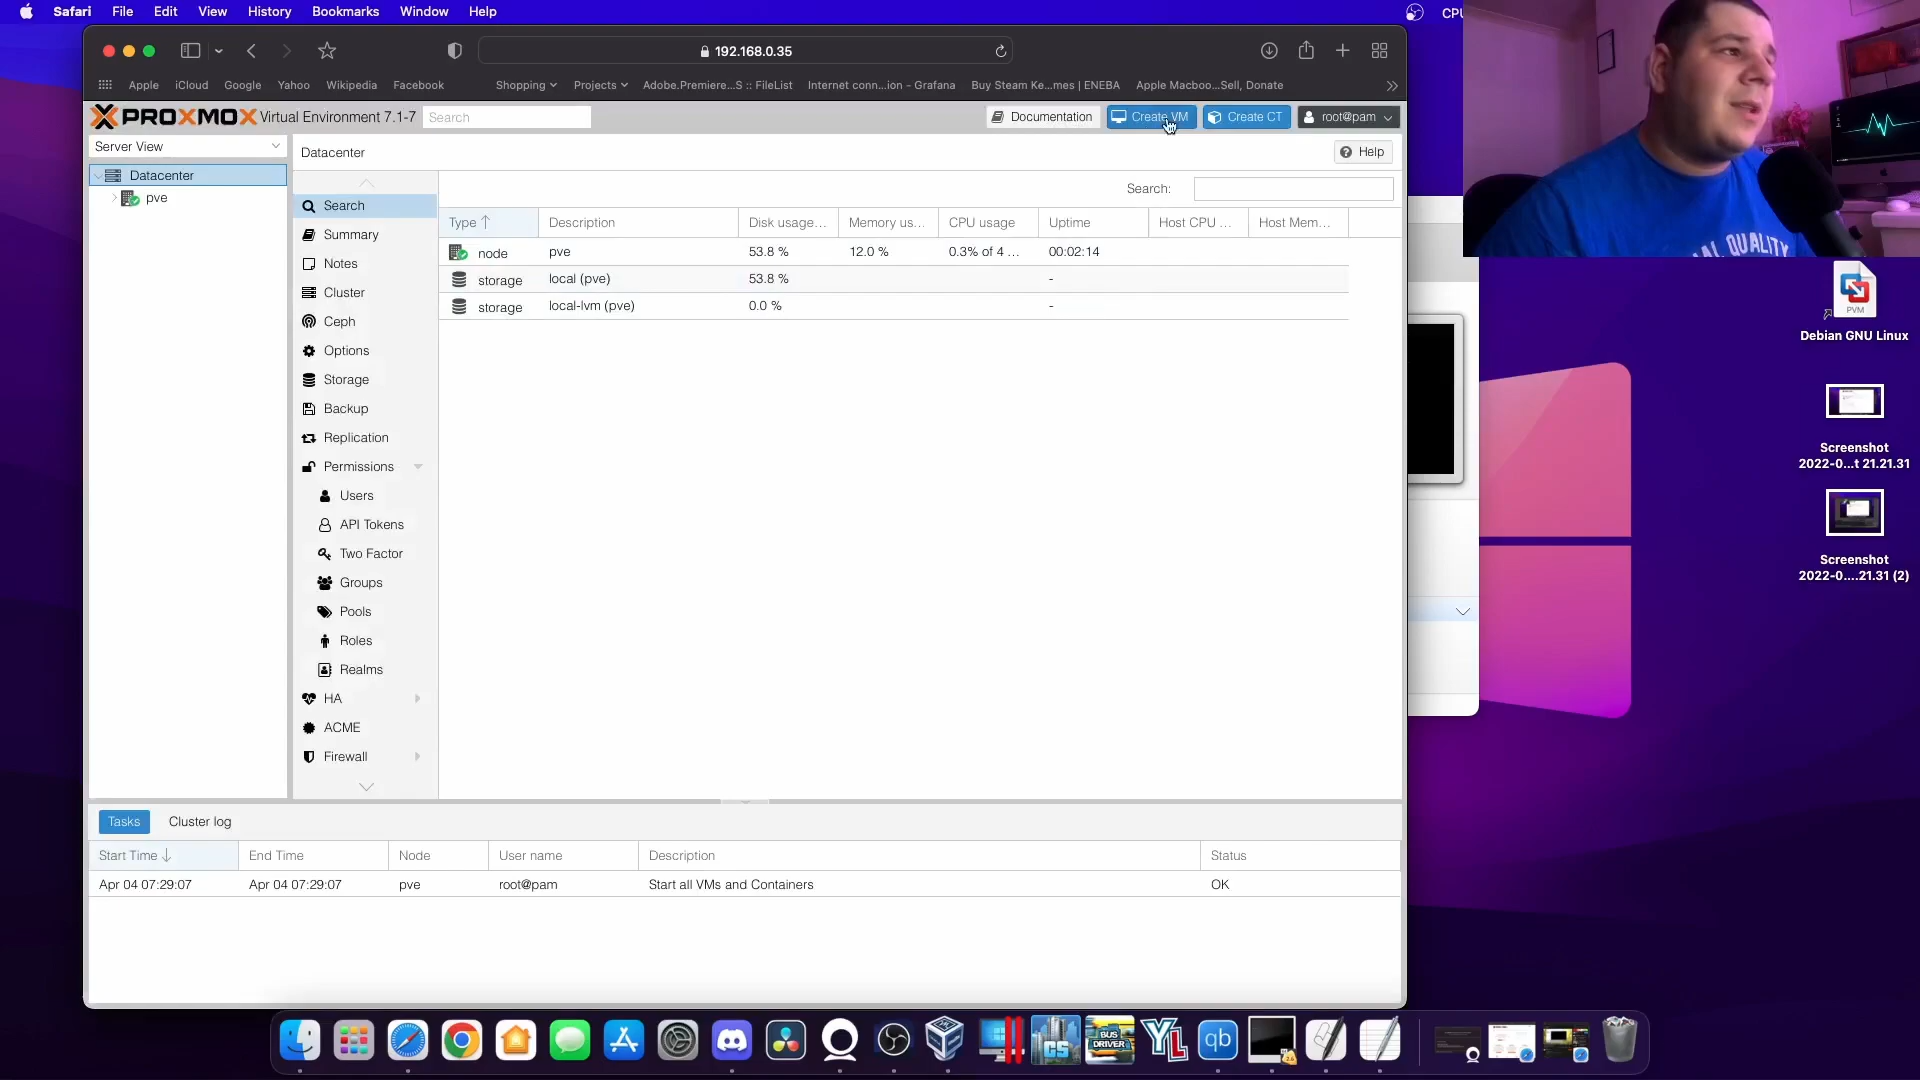 Safari File Edit View History Bookmarks Window Help
CPU
192.168.0.35
Apple iCloud Google Yahoo Wikipedia Facebook Shopping Projects Adobe.Premiere...S :: FileList Internet conn...ion - Grafana Buy Steam Ke...mes | ENEBA Apple Macboo...Sell, Donate
PROXMOX Virtual Environment 7.1-7 Search Documentation Create VM Create CT root@pam
Server View
Datacenter
pve
Datacenter
Help
Search
Summary
Notes
Cluster
Ceph
Options
Storage
Backup
Replication
Permissions
Users
API Tokens
Two Factor
Groups
Pools
Roles
Realms
HA
ACME
Firewall
Search:
Type Description Disk usage... Memory us... CPU usage Uptime Host CPU ... Host Mem...
node pve 53.8 % 12.0 % 0.3% of 4 ... 00:02:14
storage local (pve) 53.8 % -
storage local-lvm (pve) 0.0 % -
Tasks Cluster log
Start Time End Time Node User name Description Status
Apr 04 07:29:07 Apr 04 07:29:07 pve root@pam Start all VMs and Containers OK
QUALITY
PVM
Debian GNU Linux
Screenshot
2022-0...t 21.21.31
Screenshot
2022-0....21.31 (2)
CS
BUS
DRIVER
YL
qb